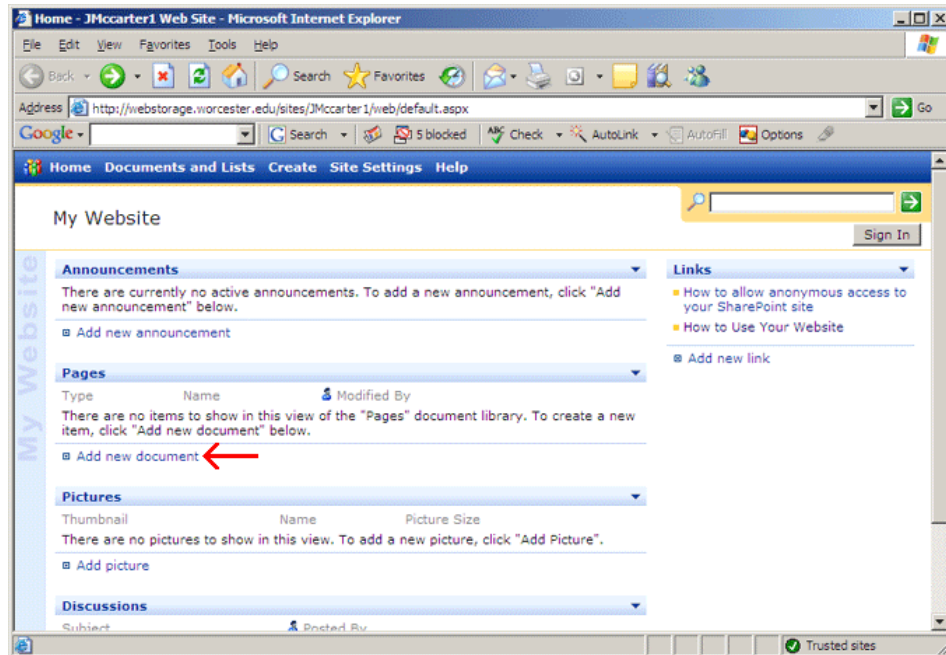 Home - JMccarter1 Web Site - Microsoft Internet Explorer
File Edit View Favorites Tools Help
Back Search Favorites
Address http://webstorage.worcester.edu/sites/JMccarter1/web/default.aspx Go
Google Search 5 blocked ABC Check AutoLink AutoFill Options
Home Documents and Lists Create Site Settings Help
My Website
Sign In
My Website
Announcements
There are currently no active announcements. To add a new announcement, click "Add
new announcement" below.
Add new announcement
Pages
Type Name Modified By
There are no items to show in this view of the "Pages" document library. To create a new
item, click "Add new document" below.
Add new document
Pictures
Thumbnail Name Picture Size
There are no pictures to show in this view. To add a new picture, click "Add Picture".
Add picture
Discussions
Subject Posted By
Links
How to allow anonymous access to
your SharePoint site
How to Use Your Website
Add new link
Trusted sites